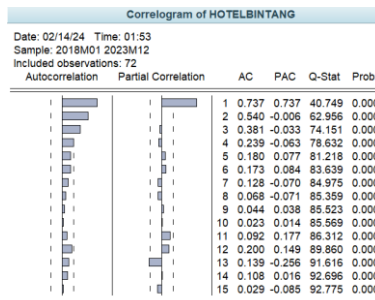 Correlogram of HOTELBINTANG
Date: 02/14/24 Time: 01:53
Sample: 2018M01 2023M12
Included observations: 72
Autocorrelation Partial Correlation AC PAC Q-Stat Prob
1 0.737 0.737 40.749 0.000
2 0.540 -0.006 62.956 0.000
3 0.381 -0.033 74.151 0.000
4 0.239 -0.063 78.632 0.000
5 0.180 0.077 81.218 0.000
6 0.173 0.084 83.639 0.000
7 0.128 -0.070 84.975 0.000
8 0.068 -0.071 85.359 0.000
9 0.044 0.038 85.523 0.000
10 0.023 0.014 85.569 0.000
11 0.092 0.177 86.312 0.000
12 0.200 0.149 89.860 0.000
13 0.139 -0.256 91.616 0.000
14 0.108 0.016 92.696 0.000
15 0.029 -0.085 92.775 0.000